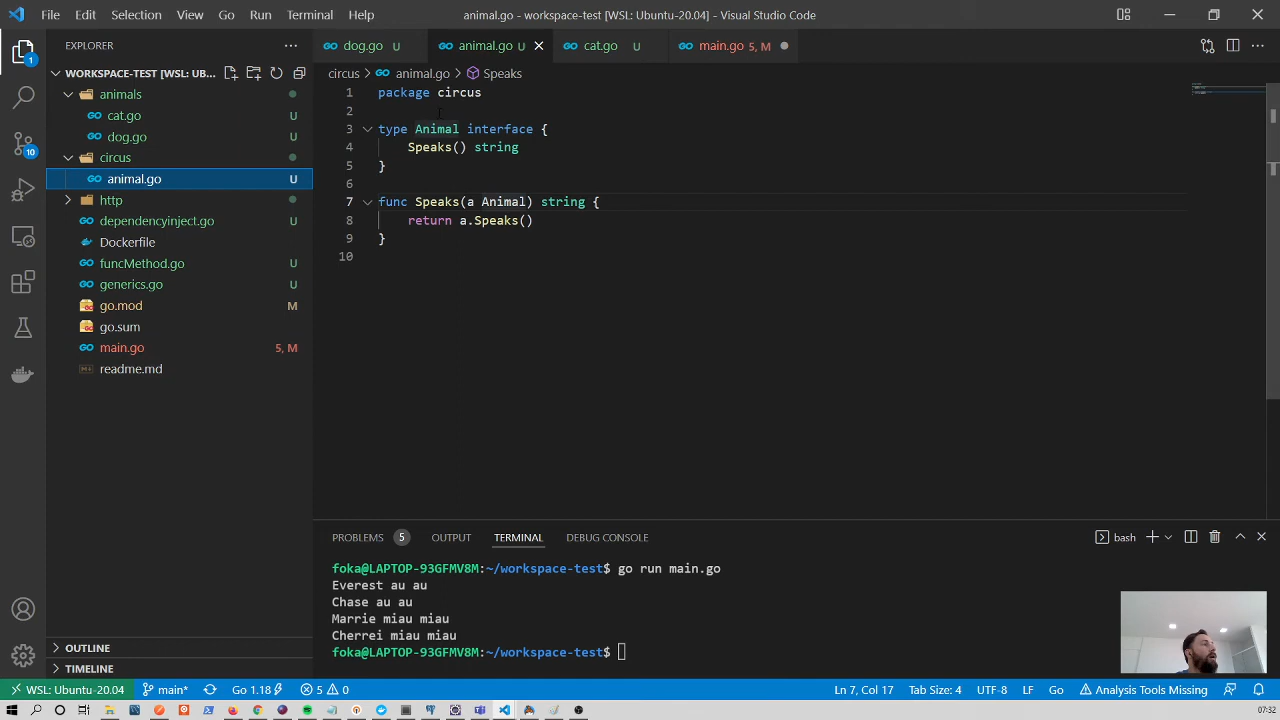 File Edit Selection View Go Run Terminal Help
animal.go - workspace-test [WSL: Ubuntu-20.04] - Visual Studio Code
EXPLORER
dog.go U
animal.go U
cat.go U
main.go 5, M
WORKSPACE-TEST [WSL: UB...
circus > animal.go > Speaks
animals
cat.go
dog.go
circus
animal.go U
http
dependencyinject.go U
Dockerfile
funcMethod.go U
generics.go U
go.mod M
go.sum
main.go 5, M
readme.md
1 package circus
2
3 type Animal interface {
4 Speaks() string
5 }
6
7 func Speaks(a Animal) string {
8 return a.Speaks()
9 }
10
PROBLEMS 5 OUTPUT TERMINAL DEBUG CONSOLE
bash
foka@LAPTOP-93GFMV8M:~/workspace-test$ go run main.go
Everest au au
Chase au au
Marrie miau miau
Cherrei miau miau
foka@LAPTOP-93GFMV8M:~/workspace-test$
OUTLINE
TIMELINE
1
10
WSL: Ubuntu-20.04 main* Go 1.18 5 0
Ln 7, Col 17 Tab Size: 4 UTF-8 LF Go Analysis Tools Missing
07:32